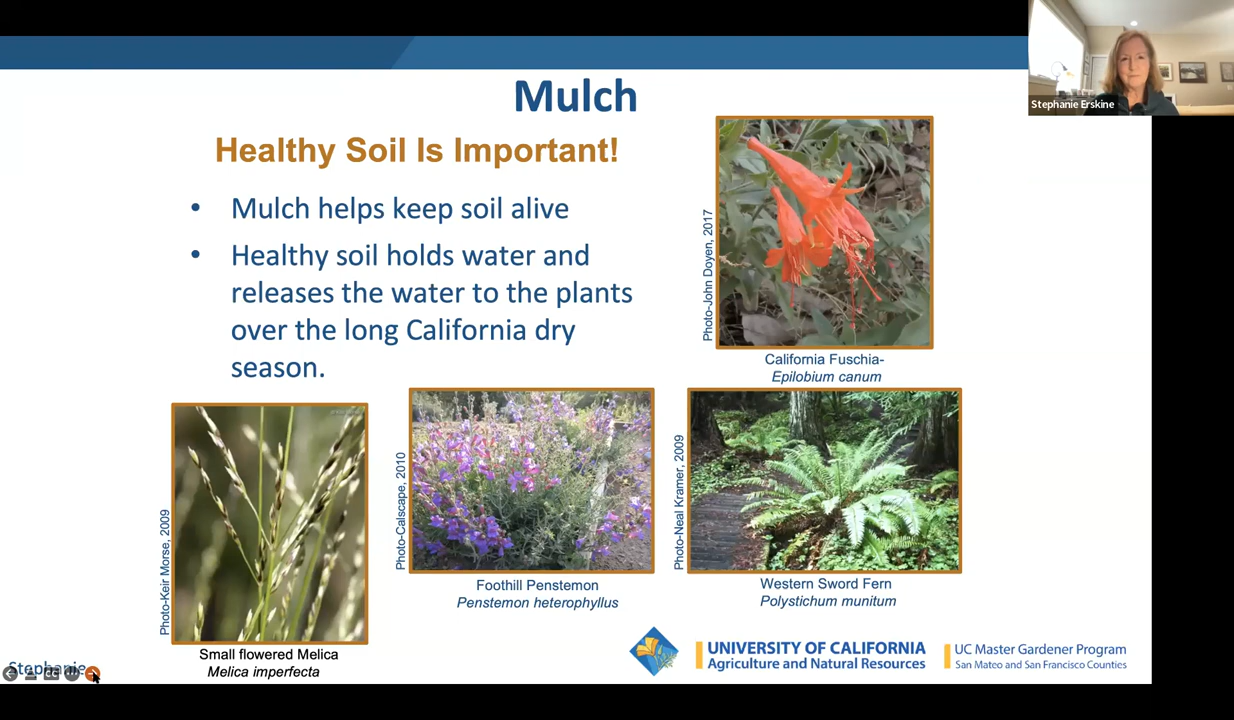 Stephanie Erskine
Mulch
Healthy Soil Is Important!
• Mulch helps keep soil alive
• Healthy soil holds water and
releases the water to the plants
over the long California dry
season.
Photo-John Doyen, 2017
California Fuschia-
Epilobium canum
Photo-Keir Morse, 2009
Small flowered Melica
Melica imperfecta
Photo-Calscape, 2010
Foothill Penstemon
Penstemon heterophyllus
Photo-Neal Kramer, 2009
Western Sword Fern
Polystichum munitum
Stephanie
UNIVERSITY OF CALIFORNIA
Agriculture and Natural Resources
UC Master Gardener Program
San Mateo and San Francisco Counties